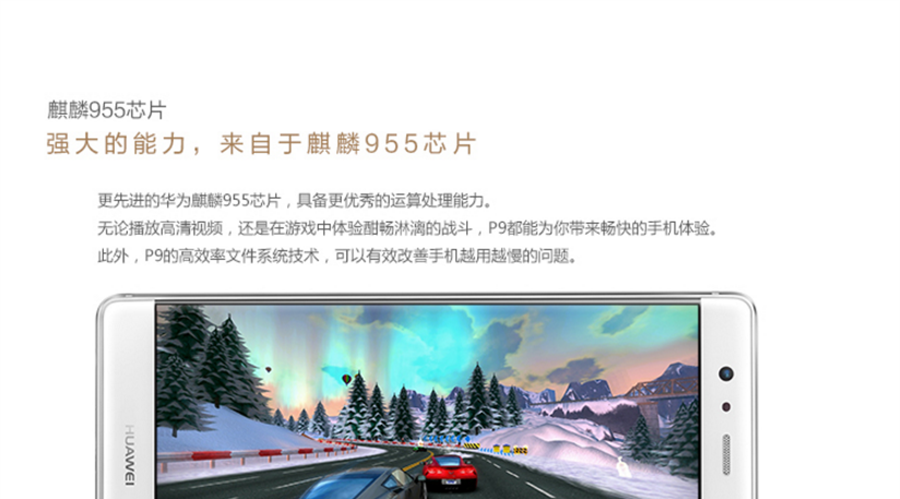 麒麟955芯片
强大的能力，来自于麒麟955芯片
更先进的华为麒麟955芯片，具备更优秀的运算处理能力。
无论播放高清视频，还是在游戏中体验酣畅淋漓的战斗，P9都能为你带来畅快的手机体验。
此外，P9的高效率文件系统技术，可以有效改善手机越用越慢的问题。
HUAWEI